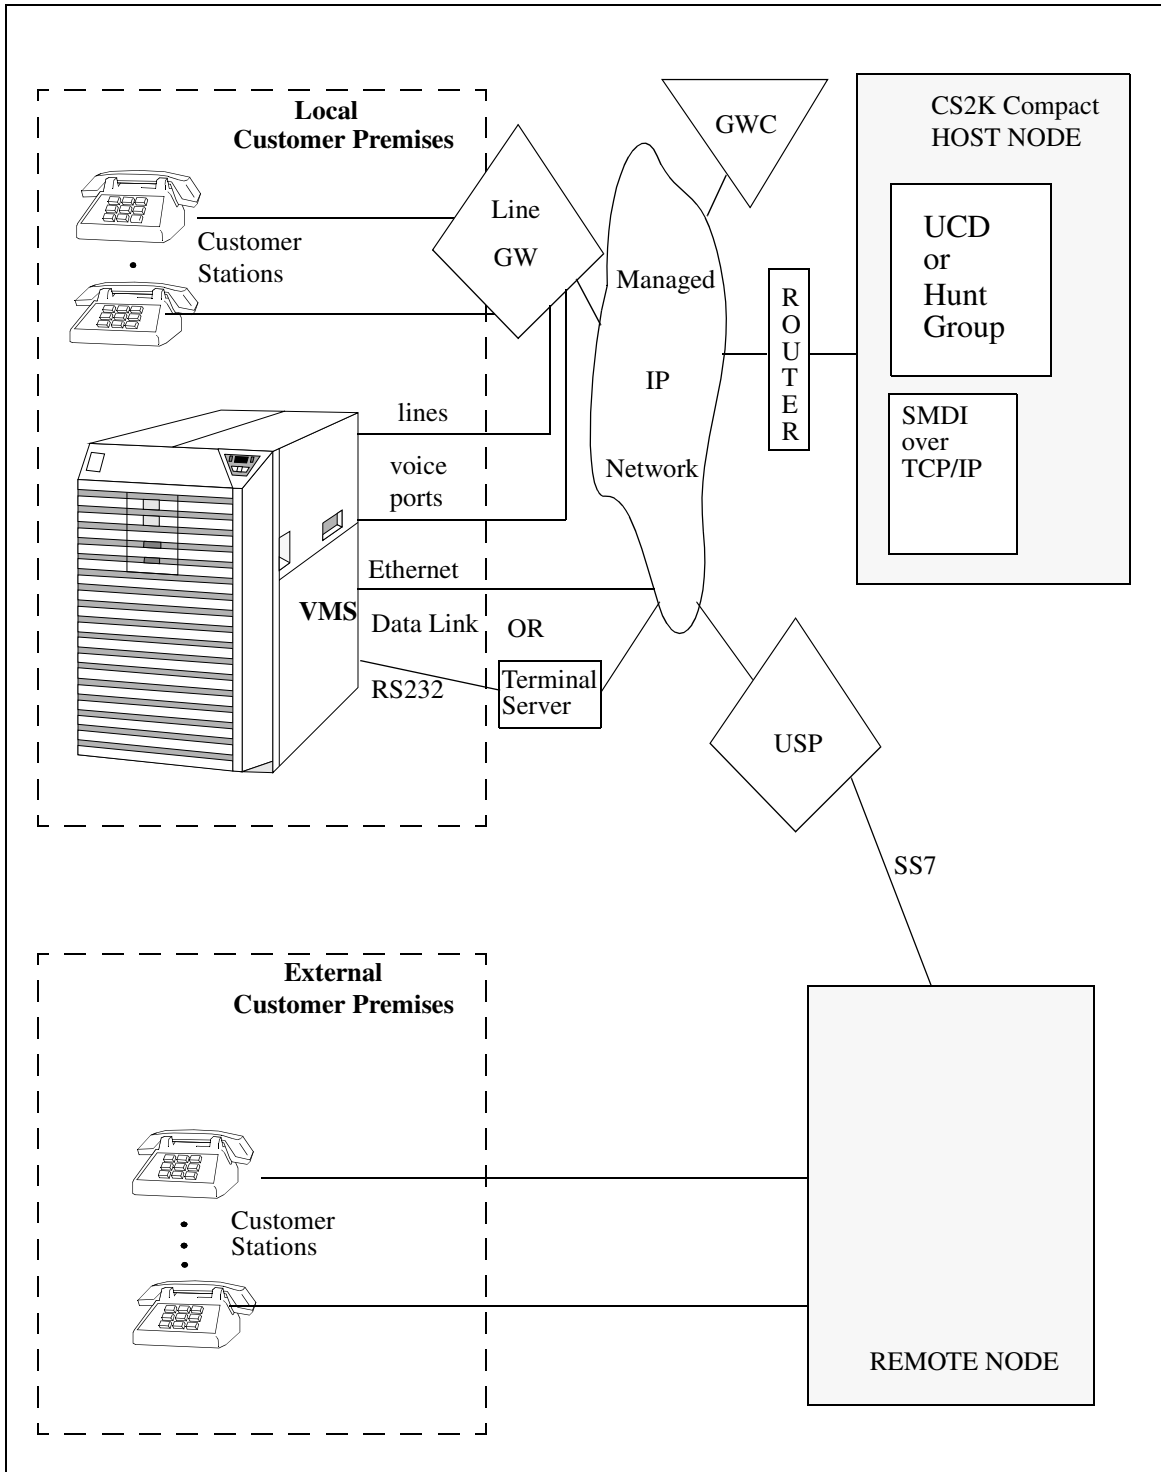 Local
Customer Premises
GWC
CS2K Compact
HOST NODE
Line
GW
Customer
Stations
Managed
IP
Network
R
O
U
T
E
R
UCD
or
Hunt
Group
SMDI
over
TCP/IP
lines
voice
ports
Ethernet
VMS
Data Link
OR
RS232
Terminal
Server
USP
SS7
External
Customer Premises
Customer
Stations
REMOTE NODE